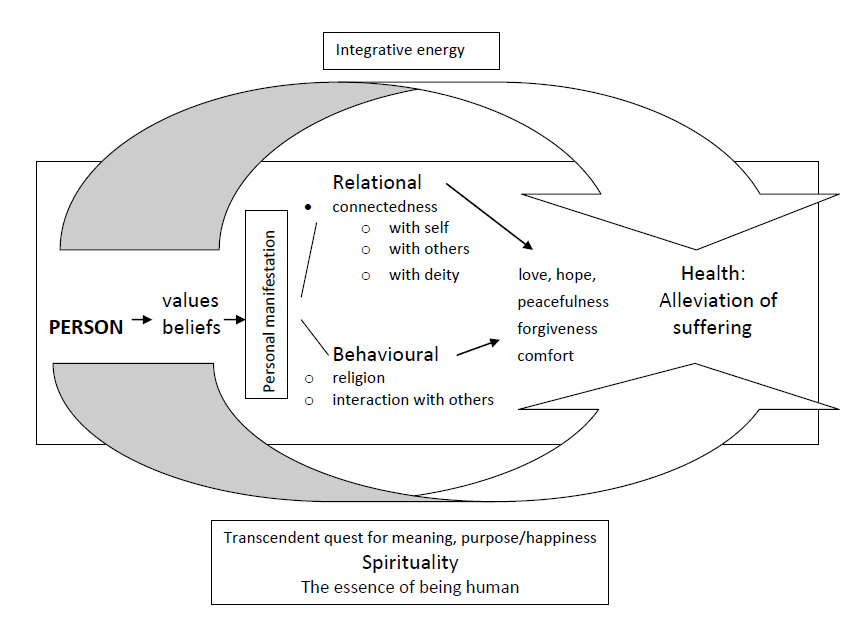 Integrative energy
Relational
• connectedness
o with self
o with others
o with deity
Personal manifestation
PERSON
values
beliefs
love, hope,
peacefulness
forgiveness
comfort
Health:
Alleviation of
suffering
Behavioural
o religion
o interaction with others
Transcendent quest for meaning, purpose/happiness
Spirituality
The essence of being human